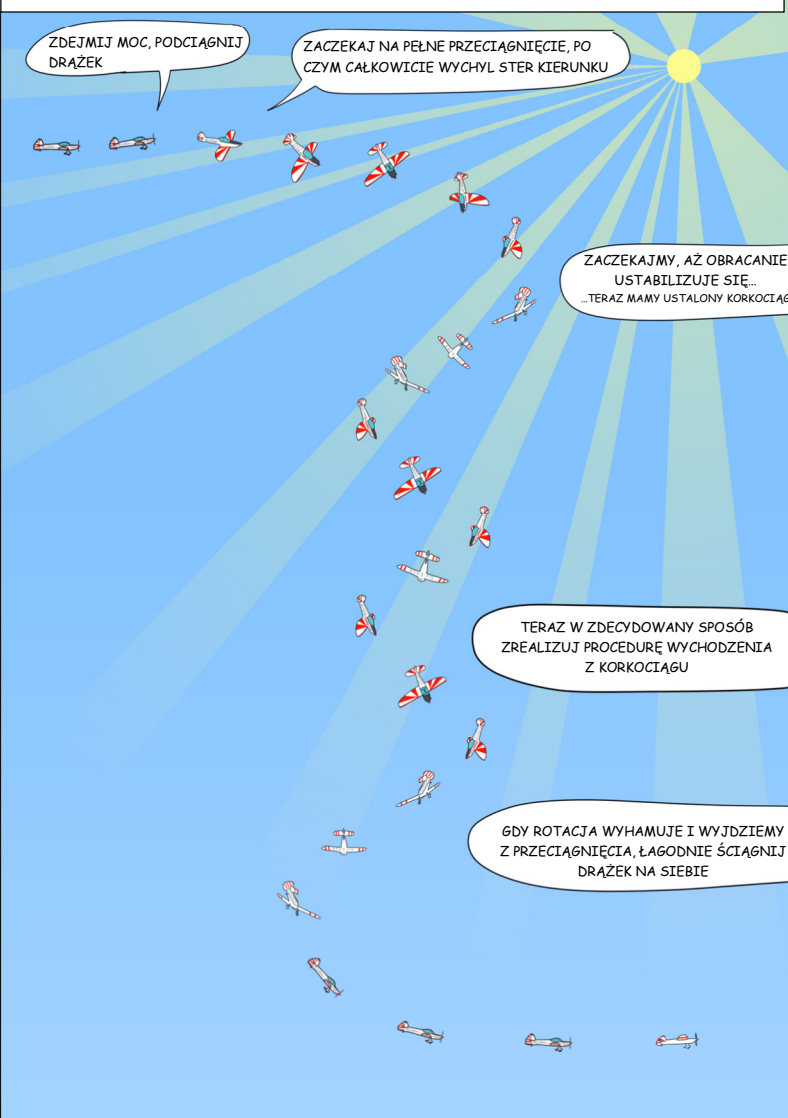 ZDEJMIJ MOC, PODCIĄGNIJ
DRĄŻEK
ZACZEKAJ NA PEŁNE PRZECIĄGNIĘCIE, PO
CZYM CAŁKOWICIE WYCHYL STER KIERUNKU
ZACZEKAJMY, AŻ OBRACANIE
USTABILIZUJE SIĘ...
...TERAZ MAMY USTALONY KORKOCIĄG
TERAZ W ZDECYDOWANY SPOSÓB
ZREALIZUJ PROCEDURĘ WYCHODZENIA
Z KORKOCIĄGU
GDY ROTACJA WYHAMUJE I WYJDZIEMY
Z PRZECIĄGNIĘCIA, ŁAGODNIE ŚCIĄGNIJ
DRĄŻEK NA SIEBIE